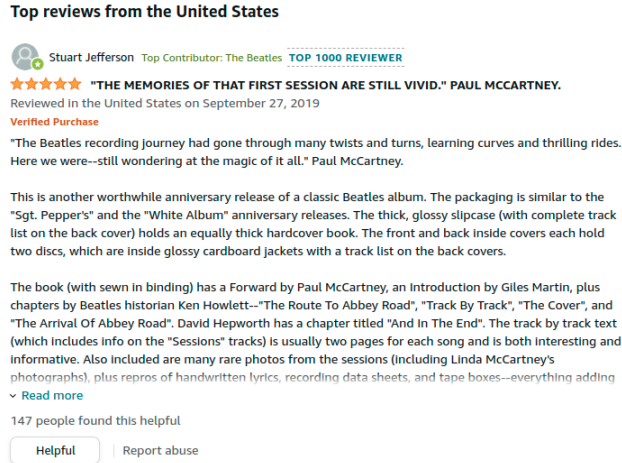 Top reviews from the United States
Stuart Jefferson Top Contributor: The Beatles TOP 1000 REVIEWER
"THE MEMORIES OF THAT FIRST SESSION ARE STILL VIVID." PAUL MCCARTNEY.
Reviewed in the United States on September 27, 2019
Verified Purchase
"The Beatles recording journey had gone through many twists and turns, learning curves and thrilling rides.
Here we were--still wondering at the magic of it all." Paul McCartney.
This is another worthwhile anniversary release of a classic Beatles album. The packaging is similar to the
"Sgt. Pepper's" and the "White Album" anniversary releases. The thick, glossy slipcase (with complete track
list on the back cover) holds an equally thick hardcover book. The front and back inside covers each hold
two discs, which are inside glossy cardboard jackets with a track list on the back covers.
The book (with sewn in binding) has a Forward by Paul McCartney, an Introduction by Giles Martin, plus
chapters by Beatles historian Ken Howlett--"The Route To Abbey Road", "Track By Track", "The Cover", and
"The Arrival Of Abbey Road". David Hepworth has a chapter titled "And In The End". The track by track text
(which includes info on the "Sessions" tracks) is usually two pages for each song and is both interesting and
informative. Also included are many rare photos from the sessions (including Linda McCartney's
photographs), plus repros of handwritten lyrics, recording data sheets, and tape boxes--everything adding
Read more
147 people found this helpful
Helpful Report abuse